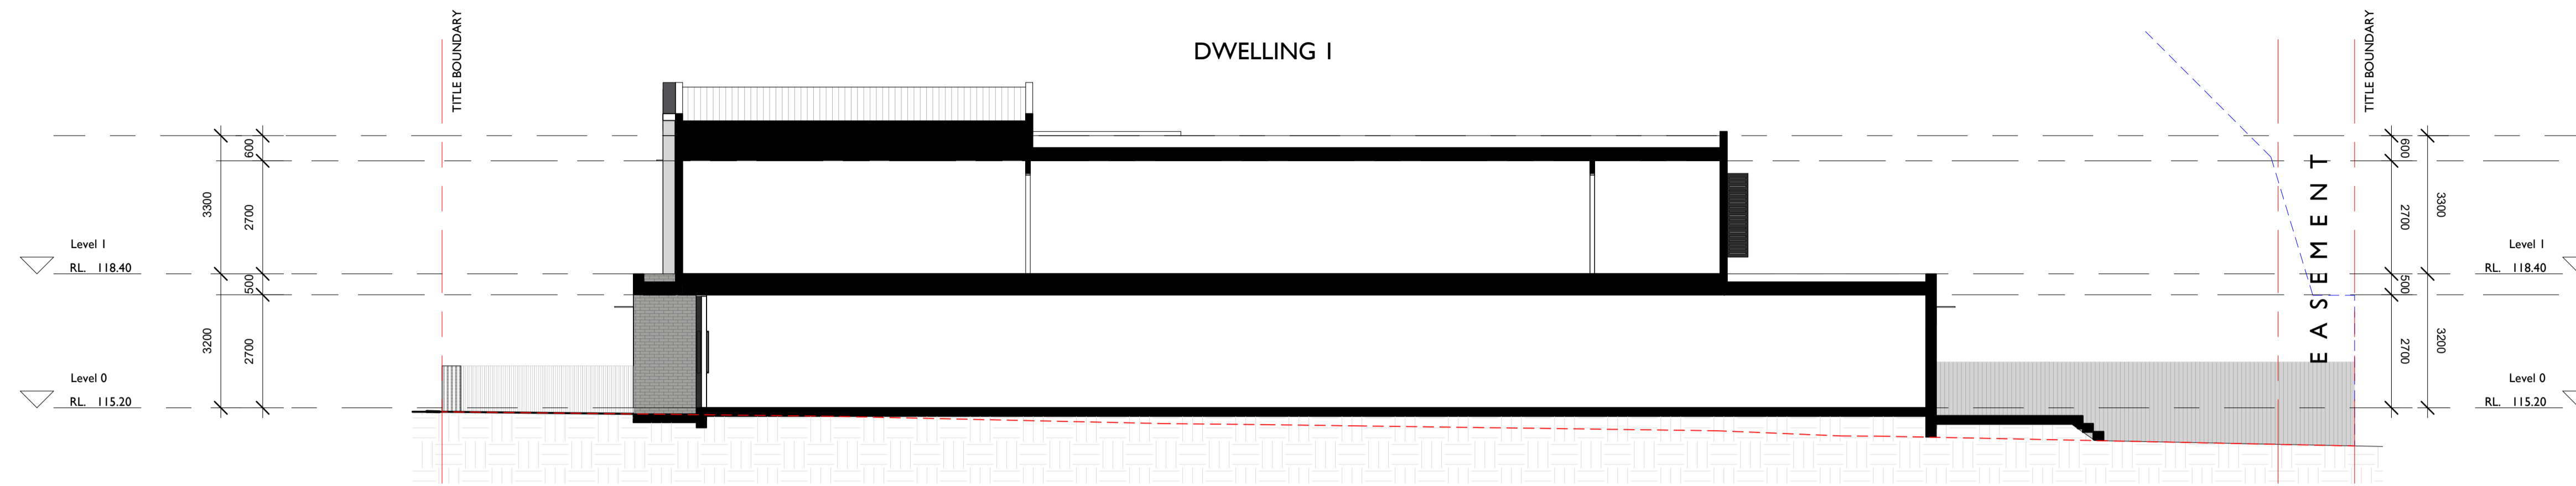 DWELLING 1
TITLE BOUNDARY
TITLE BOUNDARY
600
3300
2700
Level 1
RL. 118.40
500
3200
2700
Level 0
RL. 115.20
EASEMENT
600
3300
2700
Level 1
RL. 118.40
500
3200
2700
Level 0
RL. 115.20